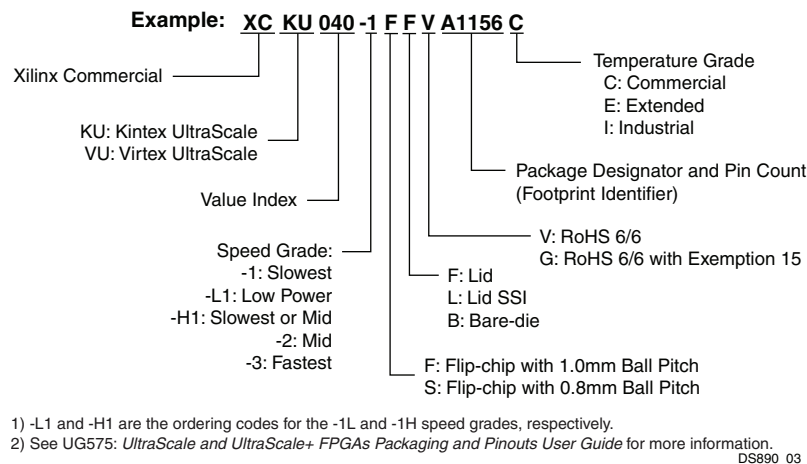 Example: XC KU 040 -1 F F V A1156 C
Xilinx Commercial
KU: Kintex UltraScale
VU: Virtex UltraScale
Value Index
Speed Grade:
-1: Slowest
-L1: Low Power
-H1: Slowest or Mid
-2: Mid
-3: Fastest
Temperature Grade
C: Commercial
E: Extended
I: Industrial
Package Designator and Pin Count
(Footprint Identifier)
V: RoHS 6/6
G: RoHS 6/6 with Exemption 15
F: Lid
L: Lid SSI
B: Bare-die
F: Flip-chip with 1.0mm Ball Pitch
S: Flip-chip with 0.8mm Ball Pitch
1) -L1 and -H1 are the ordering codes for the -1L and -1H speed grades, respectively.
2) See UG575: UltraScale and UltraScale+ FPGAs Packaging and Pinouts User Guide for more information.
DS890_03